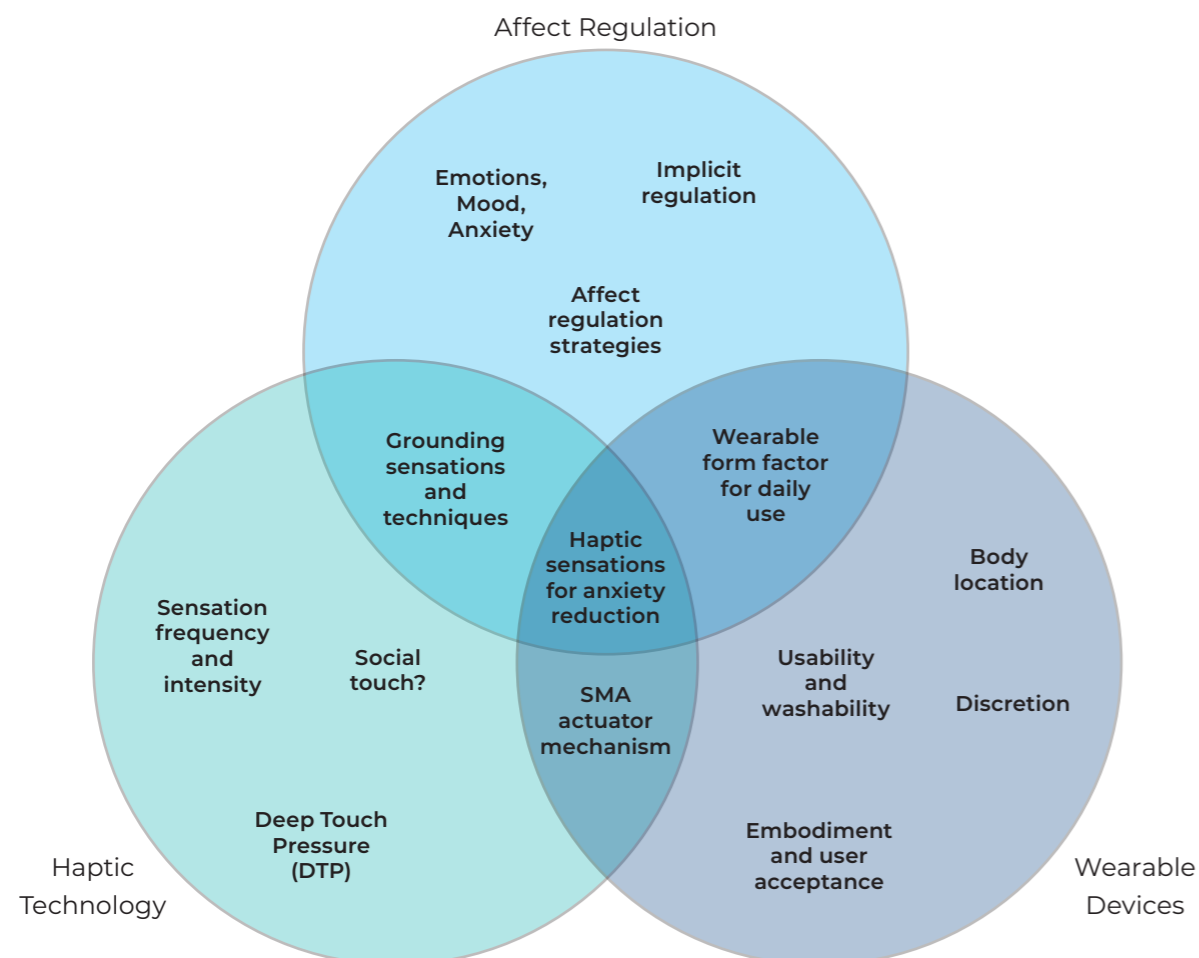 Affect Regulation
Emotions,
Mood,
Anxiety
Implicit
regulation
Affect
regulation
strategies
Grounding
sensations
and
techniques
Wearable
form factor
for daily
use
Haptic
sensations
for anxiety
reduction
Body
location
Sensation
frequency
and
intensity
Social
touch?
SMA
actuator
mechanism
Usability
and
washability
Discretion
Deep Touch
Pressure
(DTP)
Embodiment
and user
acceptance
Haptic
Technology
Wearable
Devices